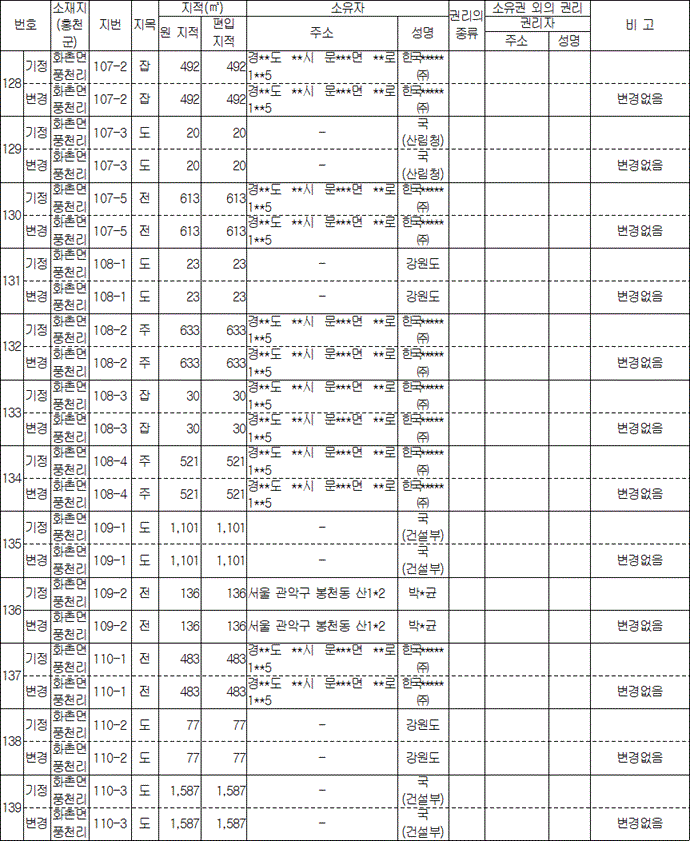 번호 소재지(홍천군) 지번 지목 지적(㎡) 소유자 권리의 종류 소유권 외의 권리 비 고
원 지적 편입 지적 주소 성명 권리자
주소 성명
128 기정 화촌면 풍천리 107-2 잡 492 492 경**도 **시 문***면 **로 1**5 한국*****㈜
변경 화촌면 풍천리 107-2 잡 492 492 경**도 **시 문***면 **로 1**5 한국*****㈜ 변경없음
129 기정 화촌면 풍천리 107-3 도 20 20 - 국(산림청)
변경 화촌면 풍천리 107-3 도 20 20 - 국(산림청) 변경없음
130 기정 화촌면 풍천리 107-5 전 613 613 경**도 **시 문***면 **로 1**5 한국*****㈜
변경 화촌면 풍천리 107-5 전 613 613 경**도 **시 문***면 **로 1**5 한국*****㈜ 변경없음
131 기정 화촌면 풍천리 108-1 도 23 23 - 강원도
변경 화촌면 풍천리 108-1 도 23 23 - 강원도 변경없음
132 기정 화촌면 풍천리 108-2 주 633 633 경**도 **시 문***면 **로 1**5 한국*****㈜
변경 화촌면 풍천리 108-2 주 633 633 경**도 **시 문***면 **로 1**5 한국*****㈜ 변경없음
133 기정 화촌면 풍천리 108-3 잡 30 30 경**도 **시 문***면 **로 1**5 한국*****㈜
변경 화촌면 풍천리 108-3 잡 30 30 경**도 **시 문***면 **로 1**5 한국*****㈜ 변경없음
134 기정 화촌면 풍천리 108-4 주 521 521 경**도 **시 문***면 **로 1**5 한국*****㈜
변경 화촌면 풍천리 108-4 주 521 521 경**도 **시 문***면 **로 1**5 한국*****㈜ 변경없음
135 기정 화촌면 풍천리 109-1 도 1,101 1,101 - 국(건설부)
변경 화촌면 풍천리 109-1 도 1,101 1,101 - 국(건설부) 변경없음
136 기정 화촌면 풍천리 109-2 전 136 136 서울 관악구 봉천동 산1*2 박*균
변경 화촌면 풍천리 109-2 전 136 136 서울 관악구 봉천동 산1*2 박*균 변경없음
137 기정 화촌면 풍천리 110-1 전 483 483 경**도 **시 문***면 **로 1**5 한국*****㈜
변경 화촌면 풍천리 110-1 전 483 483 경**도 **시 문***면 **로 1**5 한국*****㈜ 변경없음
138 기정 화촌면 풍천리 110-2 도 77 77 - 강원도
변경 화촌면 풍천리 110-2 도 77 77 - 강원도 변경없음
139 기정 화촌면 풍천리 110-3 도 1,587 1,587 - 국(건설부)
변경 화촌면 풍천리 110-3 도 1,587 1,587 - 국(건설부) 변경없음